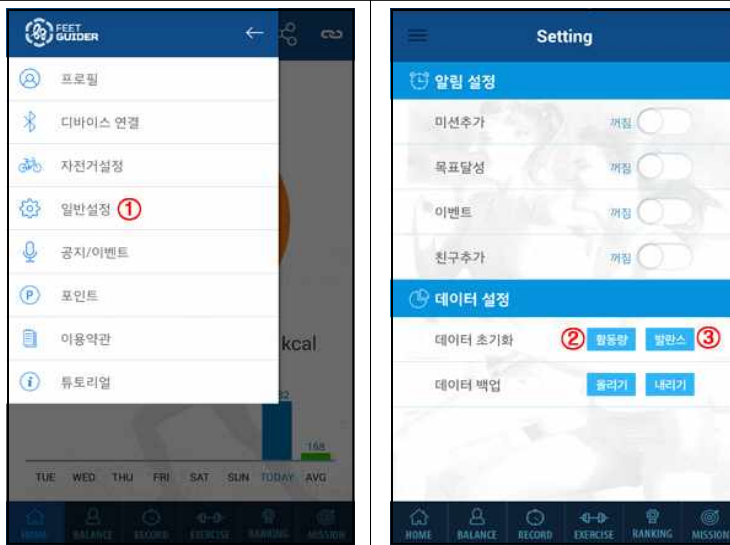 FEET
GUIDER
프로필
디바이스 연결
자전거설정
일반설정 ①
공지/이벤트
포인트
이용약관
튜토리얼
kcal
32
168
TUE WED THU FRI SAT SUN TODAY AVG
HOME BALANCE RECORD EXERCISE RANKING MISSION
Setting
알림 설정
미션추가 꺼짐
목표달성 꺼짐
이벤트 꺼짐
친구추가 꺼짐
데이터 설정
데이터 초기화 ② 활동량 발란스 ③
데이터 백업 올리기 내리기
HOME BALANCE RECORD EXERCISE RANKING MISSION